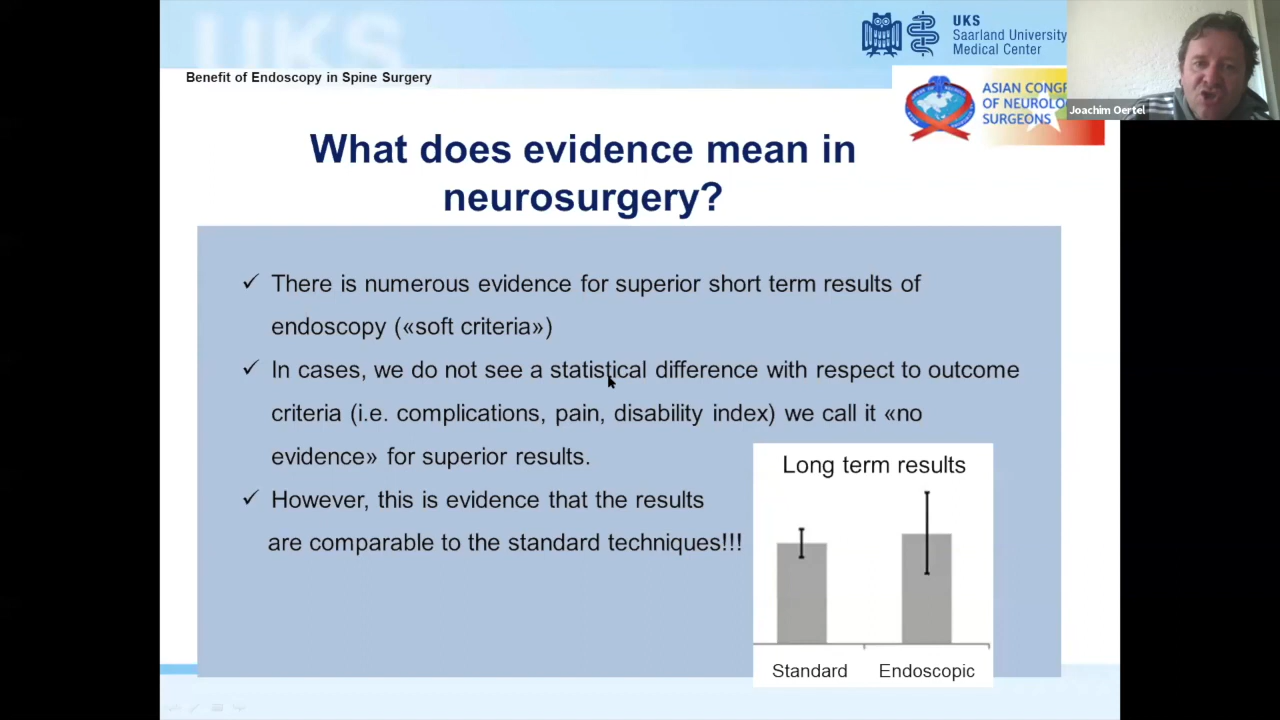 UKS
UKS
Saarland University
Medical Center
Benefit of Endoscopy in Spine Surgery
ASIAN CONG
OF NEUROLO
SURGEONS
Joachim Oertel
What does evidence mean in
neurosurgery?
✓ There is numerous evidence for superior short term results of
endoscopy («soft criteria»)
✓ In cases, we do not see a statistical difference with respect to outcome
criteria (i.e. complications, pain, disability index) we call it «no
evidence» for superior results.
✓ However, this is evidence that the results
are comparable to the standard techniques!!!
Long term results
Standard Endoscopic